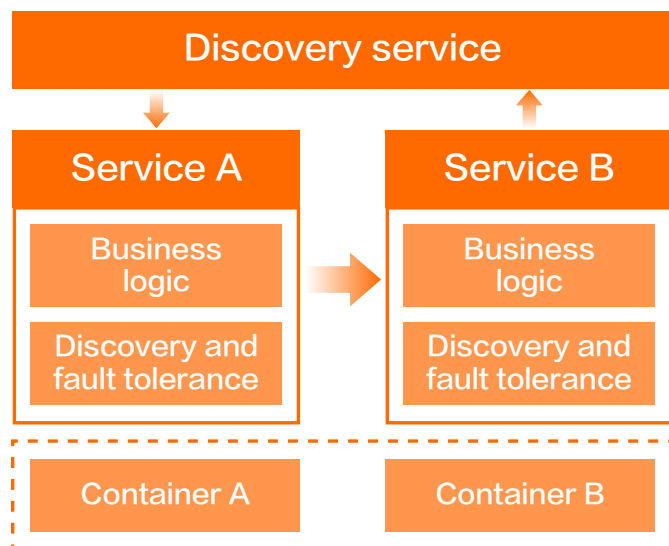 Discovery service
Service A
Service B
Business
logic
Business
logic
Discovery and
fault tolerance
Discovery and
fault tolerance
Container A
Container B